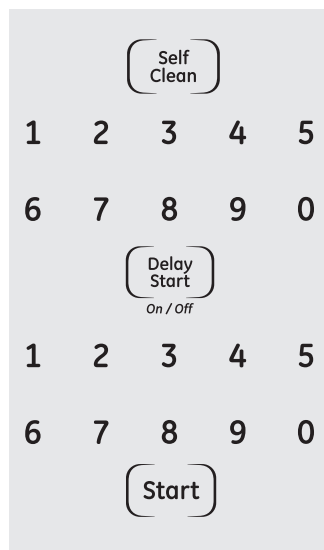 Self
Clean
1 2 3 4 5
6 7 8 9 0
Delay
Start
On / Off
1 2 3 4 5
6 7 8 9 0
Start